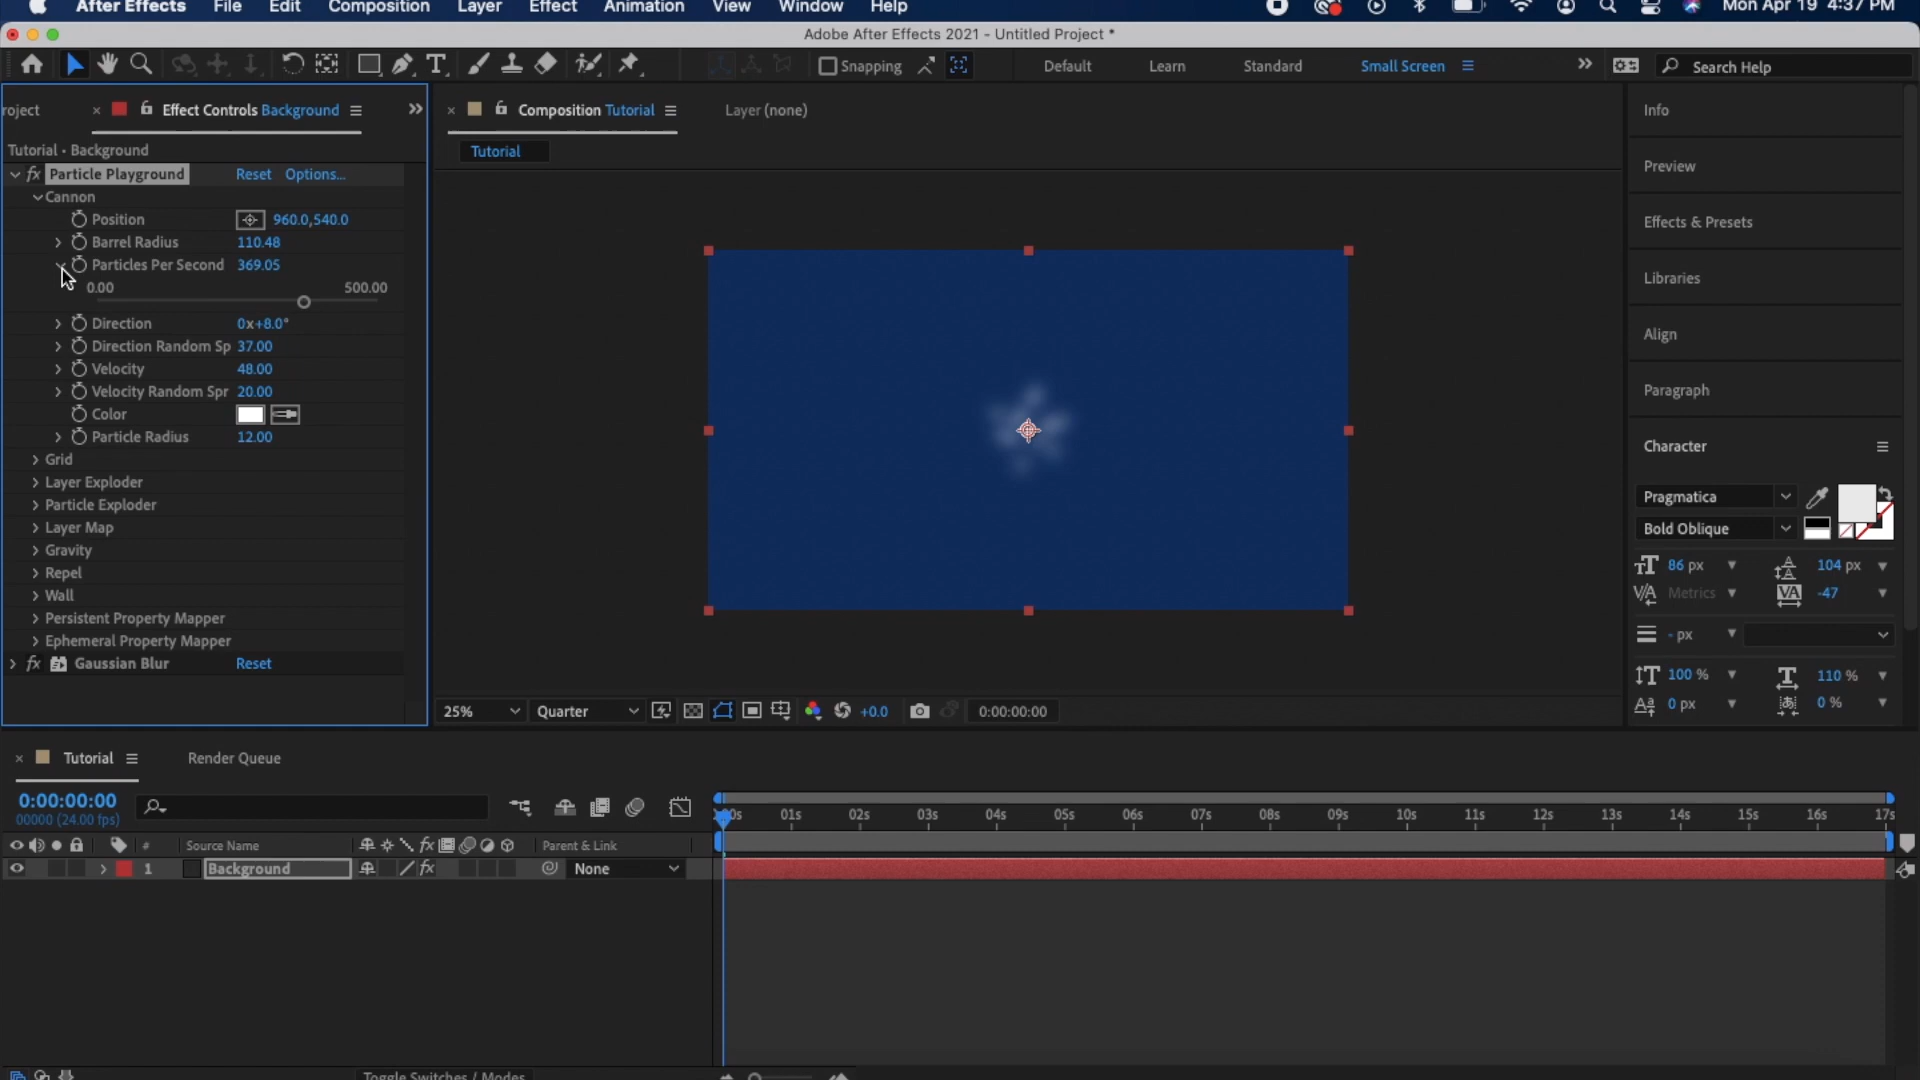 After Effects File Edit Composition Layer Effect Animation View Window Help Mon Apr 19 4:37 PM
Adobe After Effects 2021 - Untitled Project *
Snapping Default Learn Standard Small Screen Search Help
roject Effect Controls Background Composition Tutorial Layer (none) Info
Tutorial • Background Tutorial
Particle Playground Reset Options... Preview
Cannon
Position 960.0,540.0 Effects & Presets
Barrel Radius 110.48
Particles Per Second 369.05 Libraries
0.00 500.00
Direction 0x+8.0° Align
Direction Random Sp 37.00
Velocity 48.00
Velocity Random Spr 20.00 Paragraph
Color
Particle Radius 12.00 Character
Grid
Layer Exploder Pragmatica
Particle Exploder
Layer Map Bold Oblique
Gravity 86 px 104 px
Repel
Wall Metrics -47
Persistent Property Mapper
Ephemeral Property Mapper - px
Gaussian Blur Reset 100 % 110 %
25% Quarter +0.0 0:00:00:00 0 px 0 %
Tutorial Render Queue
0:00:00:00
00000 (24.00 fps) 01s 02s 03s 04s 05s 06s 07s 08s 09s 10s 11s 12s 13s 14s 15s 16s 17s
# Source Name Parent & Link
1 Background None
Toggle Switches / Modes